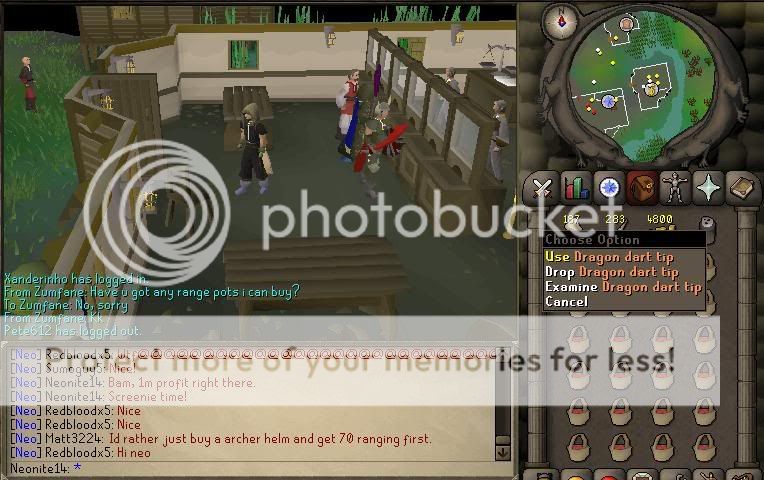 187 283 4800
Choose Option
Use Dragon dart tip
Drop Dragon dart tip
Examine Dragon dart tip
Cancel
photobucket
Xanderinho has logged in.
From Zumfane: Have u got any range pots i can buy?
To Zumfane: No, sorry
From Zumfane: Kk
Pete612 has logged out.
more of your memories for less!
[Neo] Redbloodx5:
[Neo] Sumoguy5: Nice!
[Neo] Neonite14: Bam, 1m profit right there.
[Neo] Neonite14: Screenie time!
[Neo] Redbloodx5: Nice
[Neo] Redbloodx5: Nice
[Neo] Matt3224: Id rather just buy a archer helm and get 70 ranging first.
[Neo] Redbloodx5: Hi neo
Neonite14: *